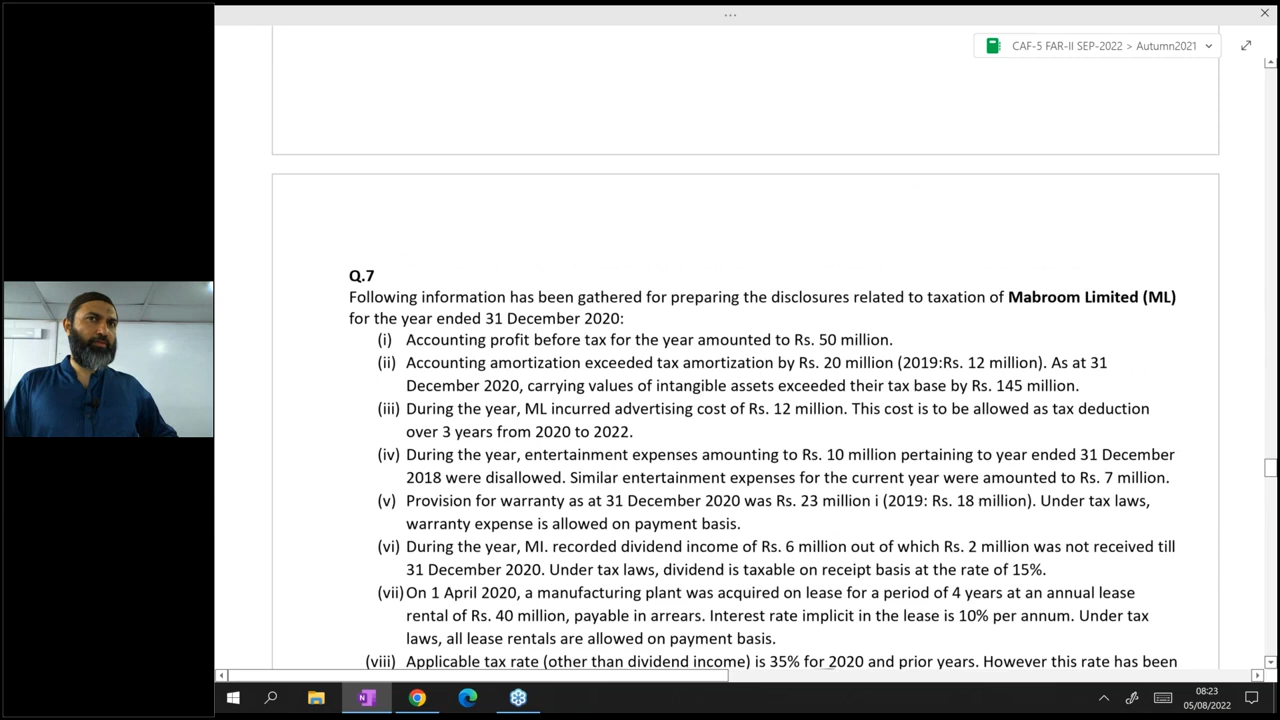 CAF-5 FAR-II SEP-2022 > Autumn2021
Q.7
Following information has been gathered for preparing the disclosures related to taxation of Mabroom Limited (ML)
for the year ended 31 December 2020:
(i) Accounting profit before tax for the year amounted to Rs. 50 million.
(ii) Accounting amortization exceeded tax amortization by Rs. 20 million (2019:Rs. 12 million). As at 31
December 2020, carrying values of intangible assets exceeded their tax base by Rs. 145 million.
(iii) During the year, ML incurred advertising cost of Rs. 12 million. This cost is to be allowed as tax deduction
over 3 years from 2020 to 2022.
(iv) During the year, entertainment expenses amounting to Rs. 10 million pertaining to year ended 31 December
2018 were disallowed. Similar entertainment expenses for the current year were amounted to Rs. 7 million.
(v) Provision for warranty as at 31 December 2020 was Rs. 23 million i (2019: Rs. 18 million). Under tax laws,
warranty expense is allowed on payment basis.
(vi) During the year, MI. recorded dividend income of Rs. 6 million out of which Rs. 2 million was not received till
31 December 2020. Under tax laws, dividend is taxable on receipt basis at the rate of 15%.
(vii) On 1 April 2020, a manufacturing plant was acquired on lease for a period of 4 years at an annual lease
rental of Rs. 40 million, payable in arrears. Interest rate implicit in the lease is 10% per annum. Under tax
laws, all lease rentals are allowed on payment basis.
(viii) Applicable tax rate (other than dividend income) is 35% for 2020 and prior years. However this rate has been
08:23
05/08/2022